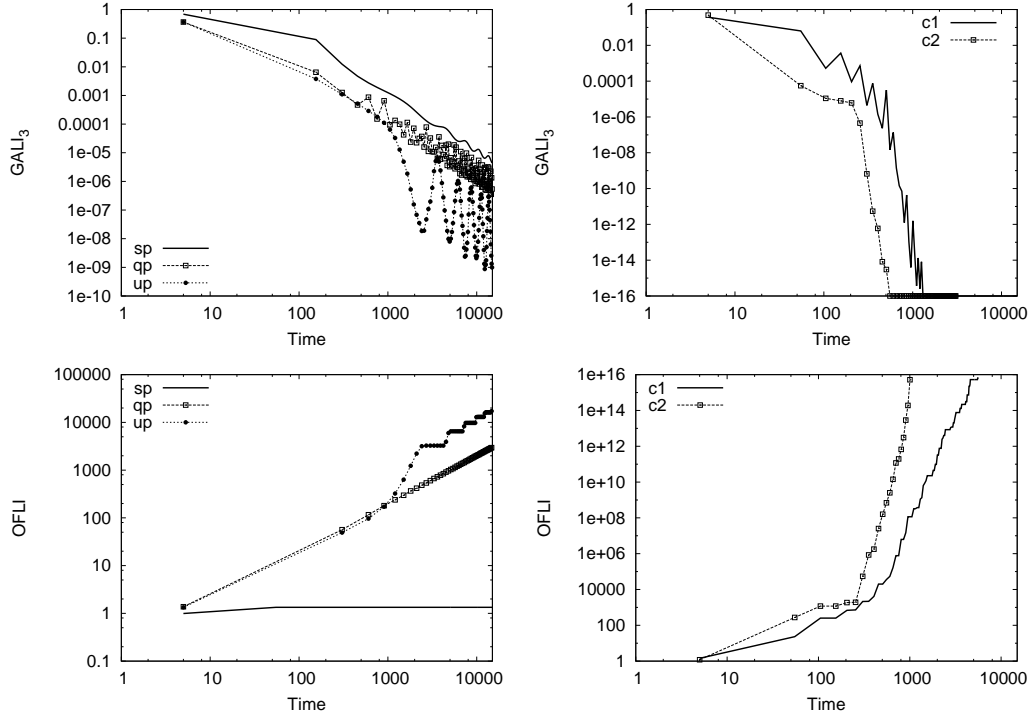 1
0.1
0.01
0.001
0.0001
1e-05
1e-06
1e-07
1e-08
1e-09
1e-10
GALI3
sp
qp
up
1 10 100 1000 10000
Time
1
0.01
0.0001
1e-06
1e-08
1e-10
1e-12
1e-14
1e-16
GALI3
c1
c2
1 10 100 1000 10000
Time
100000
10000
1000
100
10
1
0.1
OFLI
sp
qp
up
1 10 100 1000 10000
Time
1e+16
1e+14
1e+12
1e+10
1e+08
1e+06
10000
100
1
OFLI
c1
c2
1 10 100 1000 10000
Time